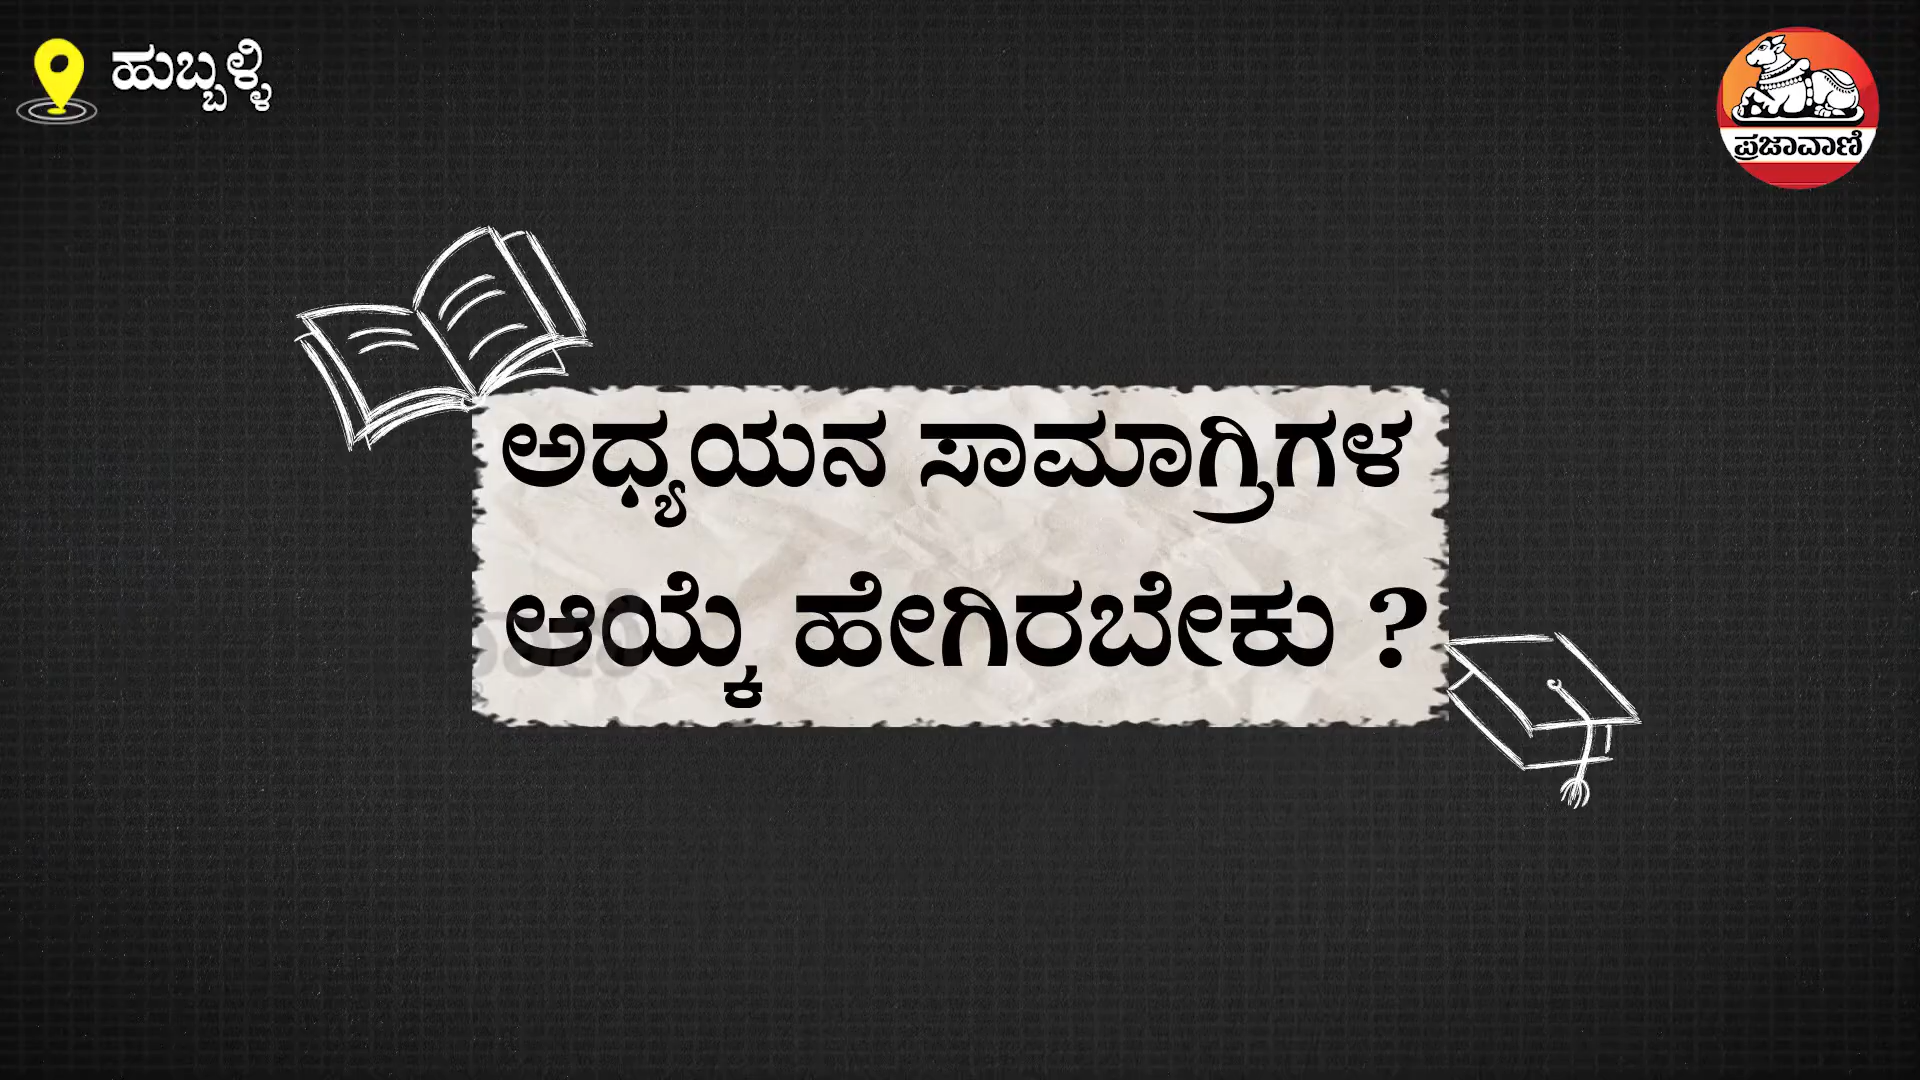 ಹುಬ್ಬಳ್ಳಿ
ಪ್ರಜಾವಾಣಿ
ಅಧ್ಯಯನ ಸಾಮಾಗ್ರಿಗಳ
ಆಯ್ಕೆ ಹೇಗಿರಬೇಕು ?